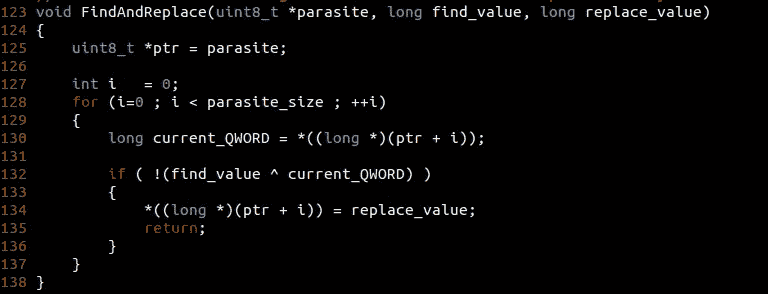 123 void FindAndReplace(uint8_t *parasite, long find_value, long replace_value)
124 {
125     uint8_t *ptr = parasite;
126
127     int i   = 0;
128     for (i=0 ; i < parasite_size ; ++i)
129     {
130         long current_QWORD = *((long *)(ptr + i));
131
132         if ( !(find_value ^ current_QWORD) )
133         {
134             *((long *)(ptr + i)) = replace_value;
135             return;
136         }
137     }
138 }